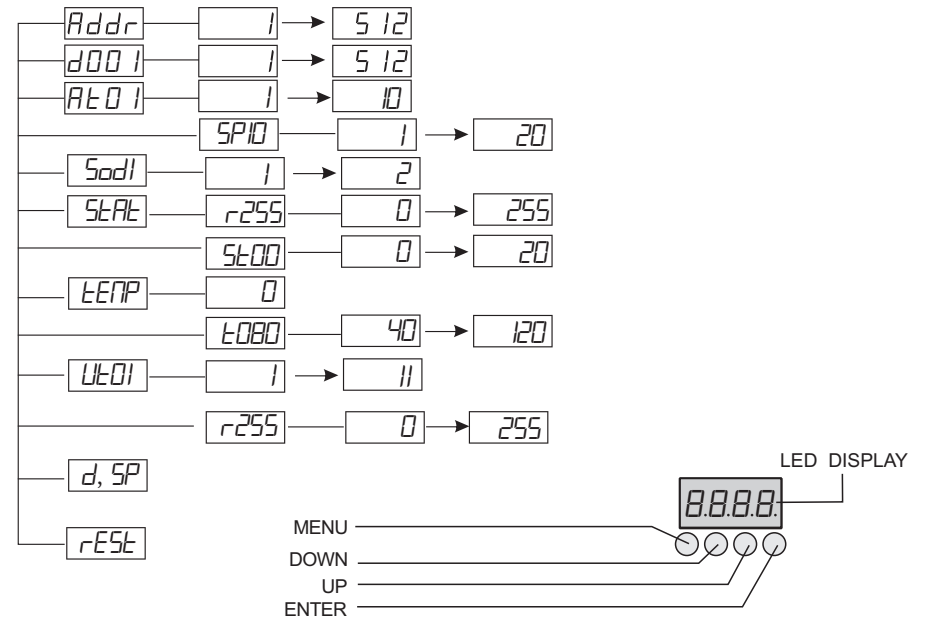 Addr 1 512
d001 1 512
At01 1 10
SP10 1 20
Sod1 1 2
StAt r255 0 255
St00 0 20
tEMP 0
t080 40 120
Ut01 1 11
r255 0 255
d, SP
rESt
LED DISPLAY
8.8.8.8.
MENU
DOWN
UP
ENTER